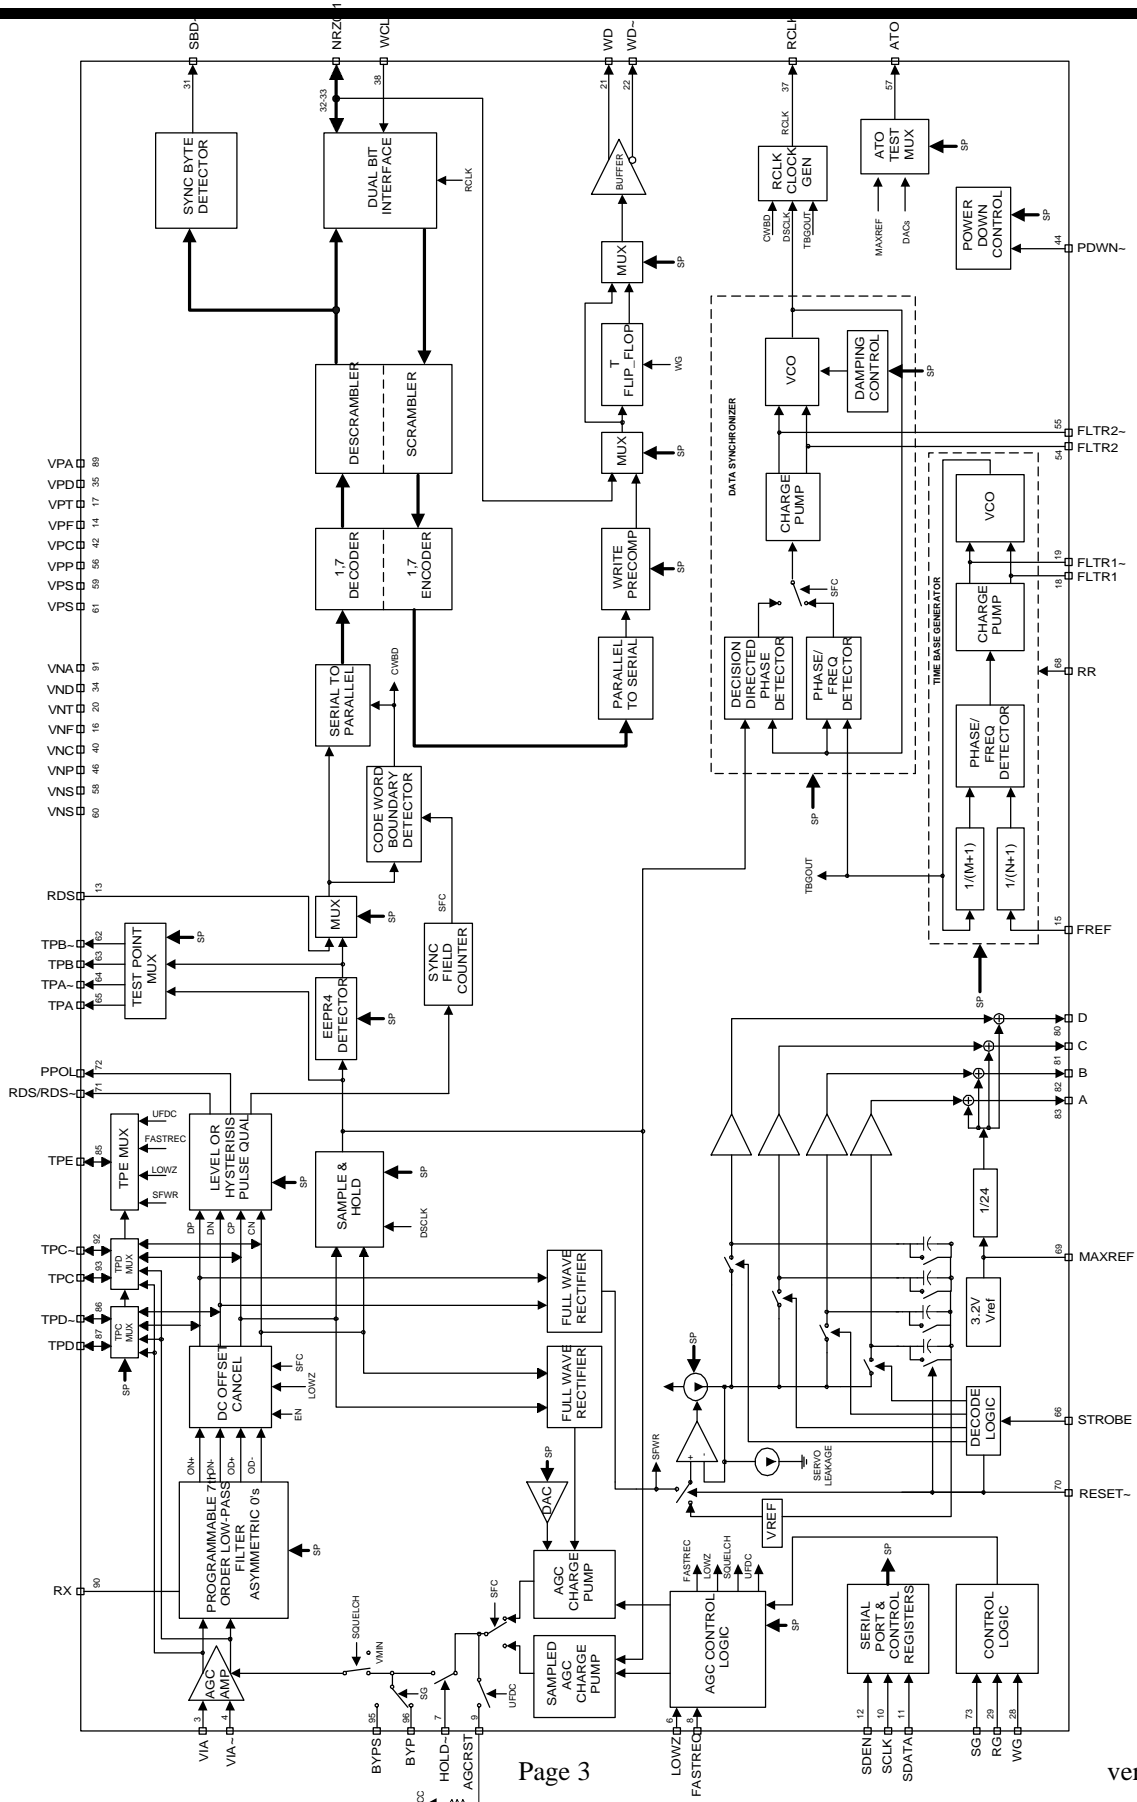 SBD~
NRZ0-1
WCL
WD
WD~
RCLK
ATO
31
32-33
38
21
22
37
57
SYNC BYTE
DETECTOR
DUAL BIT
INTERFACE
RCLK
BUFFER
RCLK
RCLK
CLOCK
GEN
CWBD
DSCLK
TBGOUT
ATO
TEST
MUX
SP
MAXREF
DACs
POWER
DOWN
CONTROL
SP
44
PDWN~
MUX
SP
T
FLIP_FLOP
WG
MUX
SP
DESCRAMBLER
SCRAMBLER
VCO
DAMPING
CONTROL
SP
DATA SYNCHRONIZER
CHARGE
PUMP
SFC
55
FLTR2~
54
FLTR2
VPA
89
VPD
35
VPT
17
VPF
14
VPC
42
VPP
56
VPS
59
VPS
61
1,7
DECODER
1,7
ENCODER
WRITE
PRECOMP
SP
VCO
19
FLTR1~
18
FLTR1
CHARGE
PUMP
TIME BASE GENERATOR
DECISION
DIRECTED
PHASE
DETECTOR
PHASE/
FREQ
DETECTOR
68
RR
VNA
91
VND
34
VNT
20
VNF
16
VNC
40
VNP
46
VNS
58
VNS
60
SERIAL TO
PARALLEL
CWBD
PARALLEL
TO SERIAL
PHASE/
FREQ
DETECTOR
CODE WORD
BOUNDARY
DETECTOR
SP
TBGOUT
1/(M+1)
1/(N+1)
RDS
13
MUX
SP
SFC
15
FREF
TPB~
62
TPB
63
TPA~
64
TPA
65
TEST POINT
MUX
SP
EEPR4
DETECTOR
SP
SYNC
FIELD
COUNTER
SP
D
80
C
81
B
82
A
83
PPOL
72
RDS/RDS~
71
TPE
85
TPE MUX
UFDC
FASTREC
LOWZ
SFWR
LEVEL OR
HYSTERISIS
PULSE QUAL
SP
SAMPLE &
HOLD
SP
DSCLK
1/24
DP
DN
CP
CN
TPC~
92
TPC
93
TPD
MUX
TPD~
86
TPD
87
TPC
MUX
SP
FULL WAVE
RECTIFIER
69
MAXREF
3.2V
Vref
DC OFFSET
CANCEL
SFC
LOWZ
EN
FULL WAVE
RECTIFIER
SP
DECODE
LOGIC
66
STROBE
ON+
ON-
OD+
OD-
SP
DAC
SFWR
+
-
SERVO
LEAKAGE
70
RESET~
VREF
PROGRAMMABLE 7th
ORDER LOW-PASS
FILTER
ASYMMETRIC 0's
SP
RX
90
AGC
CHARGE
PUMP
FASTREC
LOWZ
SQUELCH
UFDC
SP
SFC
SQUELCH
VMIN
AGC CONTROL
LOGIC
SP
SERIAL
PORT &
CONTROL
REGISTERS
CONTROL
LOGIC
AGC
AMP
SG
UFDC
SAMPLED
AGC
CHARGE
PUMP
3
4
95
96
7
9
6
8
12
10
11
73
29
28
VIA
VIA~
BYPS
BYP
HOLD~
AGCRST
LOWZ
FASTREC
SDEN
SCLK
SDATA
SG
RG
WG
Page 3